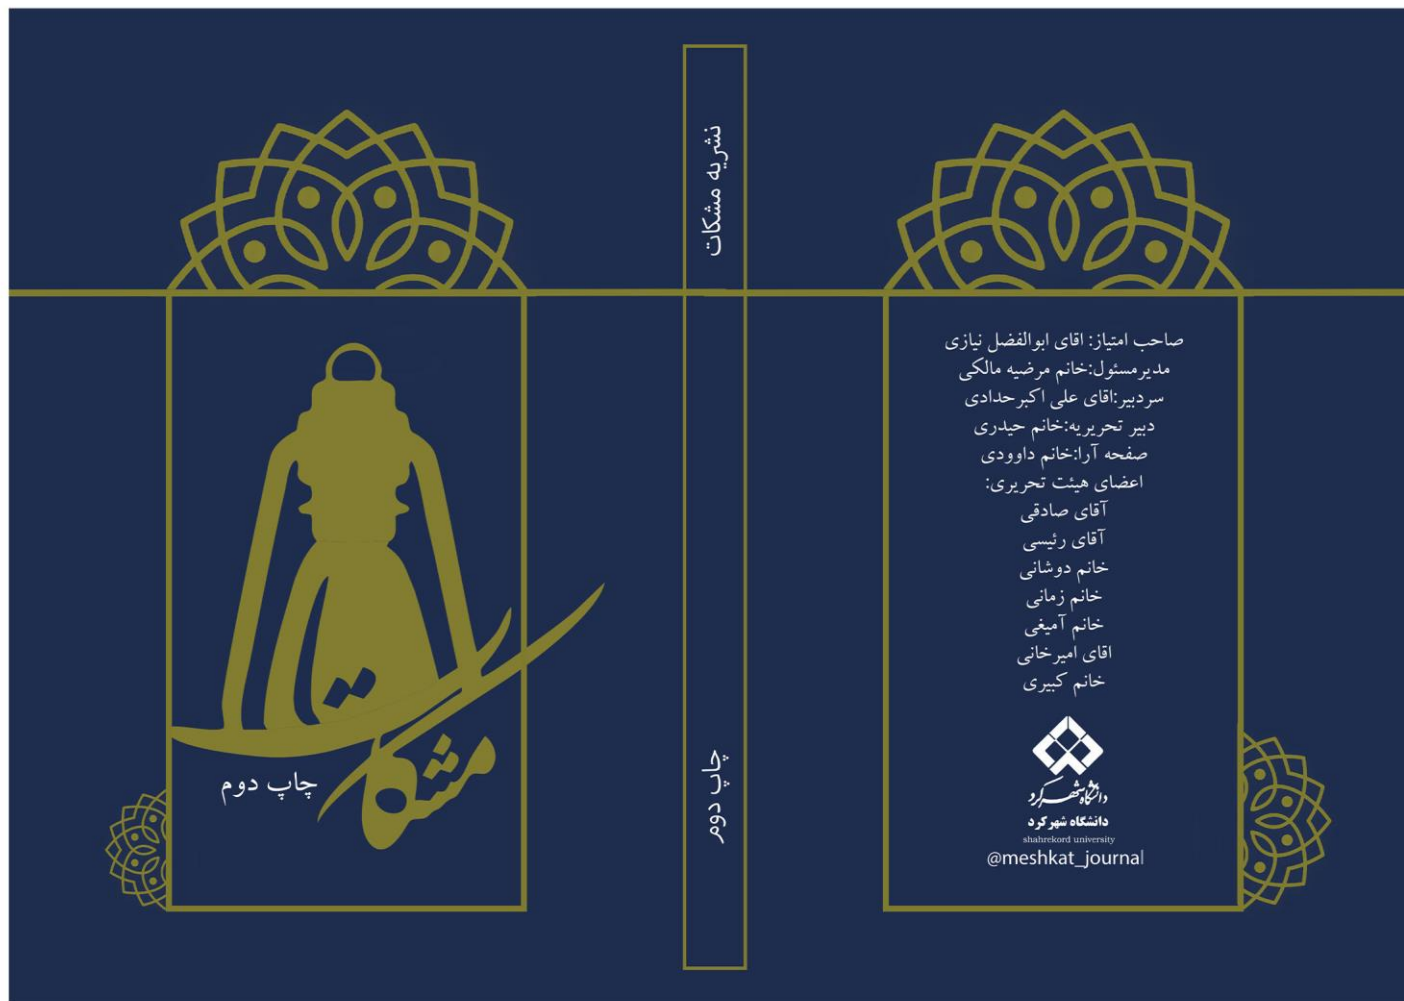 مشکات
چاپ دوم
نشریه مشکات
چاپ دوم
صاحب امتیاز: اقای ابوالفضل نیازی
مدیرمسئول:خانم مرضیه مالکی
سردبیر:اقای علی اکبرحدادی
دبیر تحریریه:خانم حیدری
صفحه آرا:خانم داوودی
اعضای هیئت تحریری:
آقای صادقی
آقای رئیسی
خانم دوشانی
خانم زمانی
خانم آمیغی
اقای امیرخانی
خانم کبیری
دانشگاه شهرکرد
دانشگاه شهرکرد
shahrekord university
@meshkat_journal